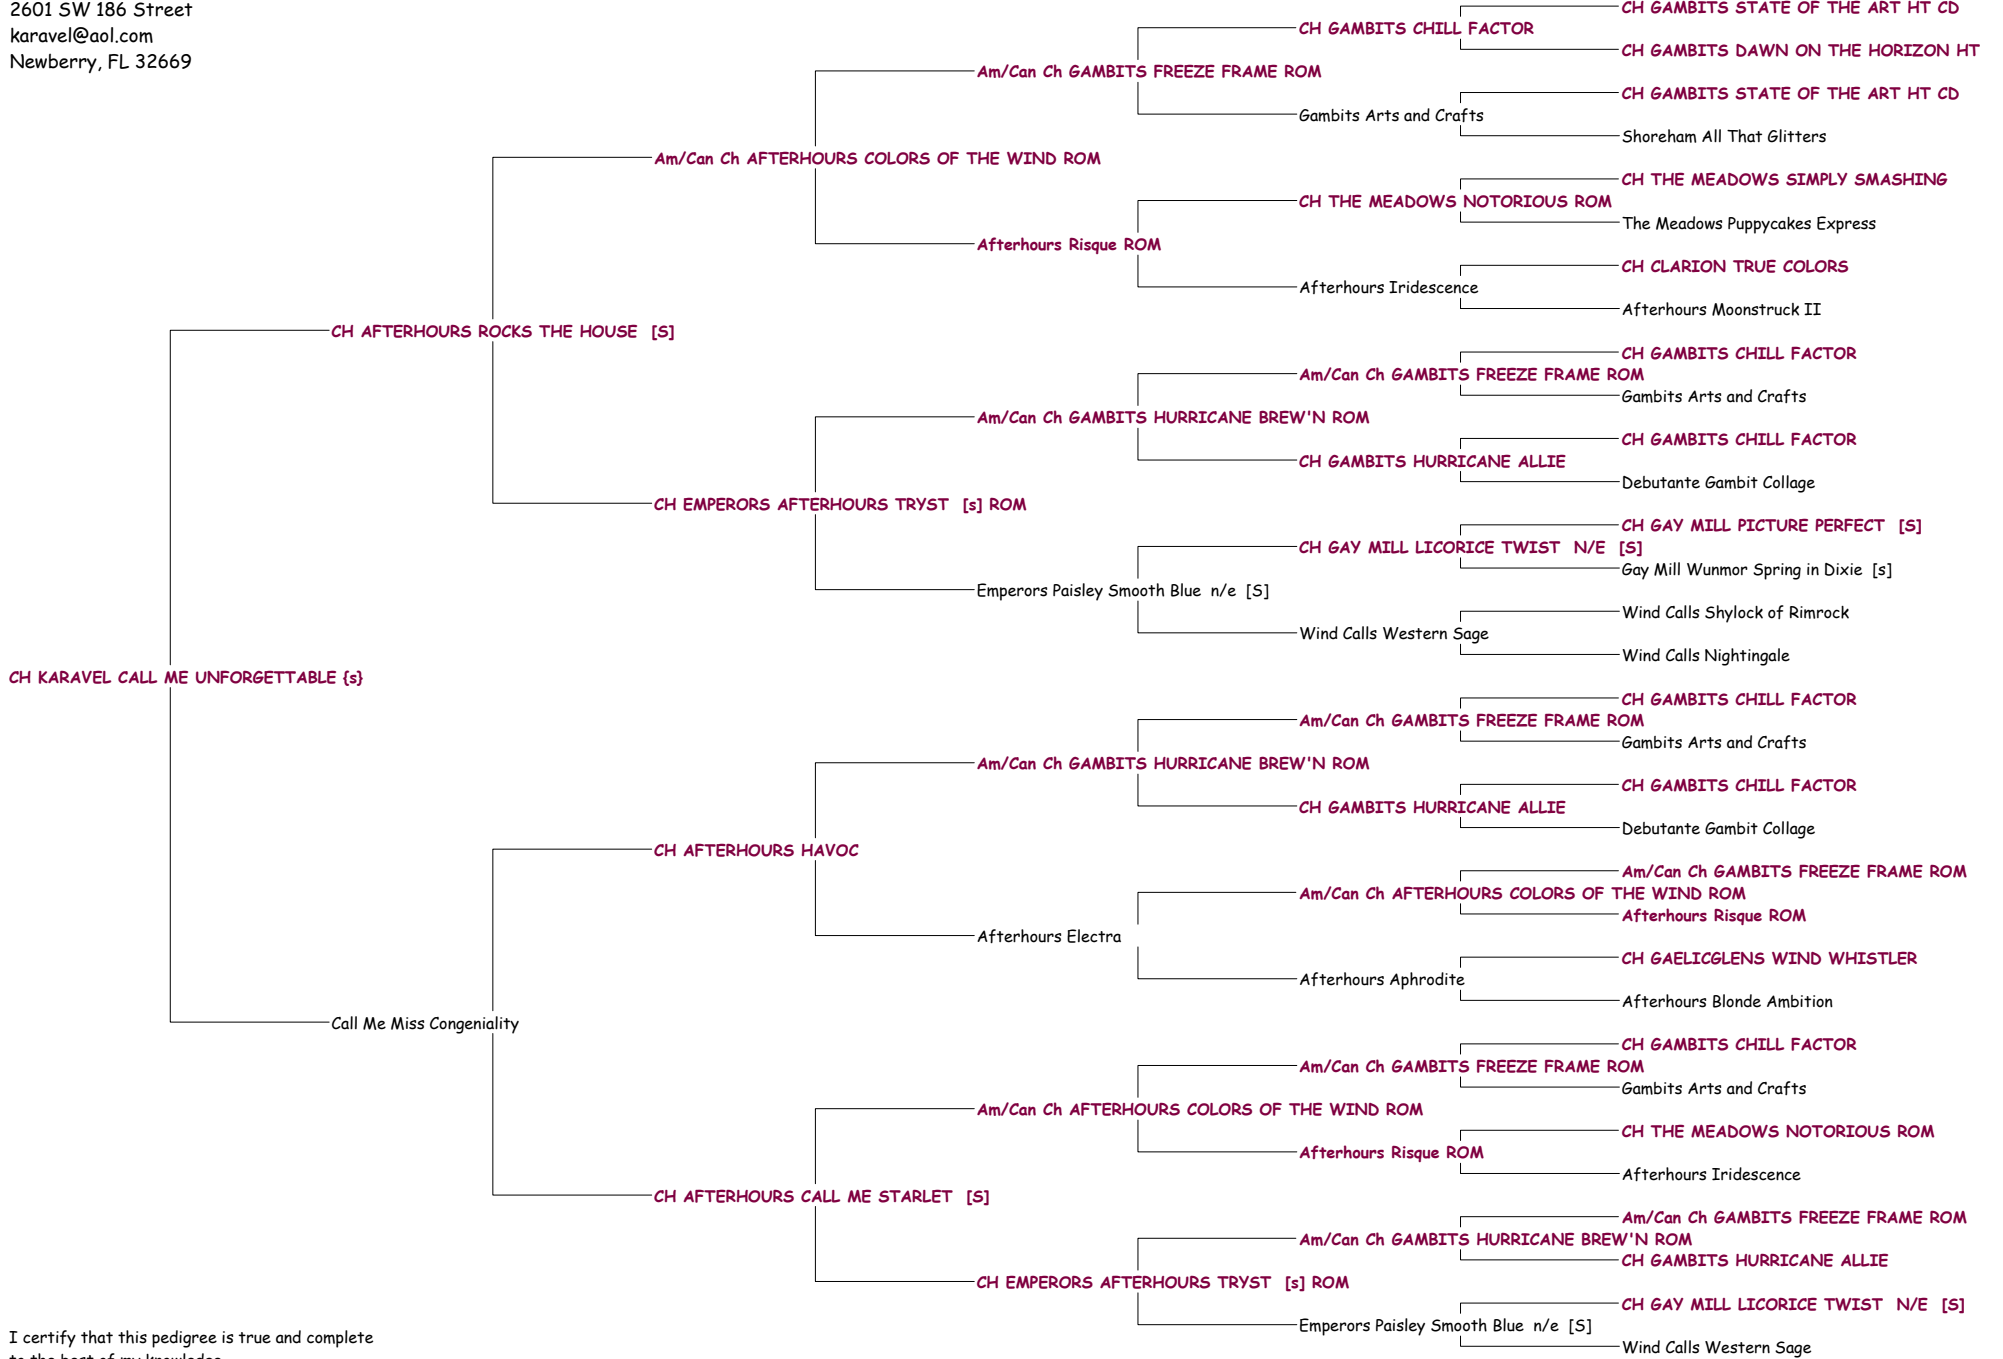 2601 SW 186 Street
karavel@aol.com
Newberry, FL 32669
CH GAMBITS STATE OF THE ART HT CD
CH GAMBITS CHILL FACTOR
CH GAMBITS DAWN ON THE HORIZON HT
Am/Can Ch GAMBITS FREEZE FRAME ROM
CH GAMBITS STATE OF THE ART HT CD
Gambits Arts and Crafts
Shoreham All That Glitters
Am/Can Ch AFTERHOURS COLORS OF THE WIND ROM
CH THE MEADOWS SIMPLY SMASHING
CH THE MEADOWS NOTORIOUS ROM
The Meadows Puppycakes Express
Afterhours Risque ROM
CH CLARION TRUE COLORS
Afterhours Iridescence
Afterhours Moonstruck II
CH AFTERHOURS ROCKS THE HOUSE [S]
CH GAMBITS CHILL FACTOR
Am/Can Ch GAMBITS FREEZE FRAME ROM
Gambits Arts and Crafts
Am/Can Ch GAMBITS HURRICANE BREW'N ROM
CH GAMBITS CHILL FACTOR
CH GAMBITS HURRICANE ALLIE
Debutante Gambit Collage
CH EMPERORS AFTERHOURS TRYST [s] ROM
CH GAY MILL PICTURE PERFECT [S]
CH GAY MILL LICORICE TWIST N/E [S]
Gay Mill Wunmor Spring in Dixie [s]
Emperors Paisley Smooth Blue n/e [S]
Wind Calls Shylock of Rimrock
Wind Calls Western Sage
Wind Calls Nightingale
CH KARAVEL CALL ME UNFORGETTABLE {s}
CH GAMBITS CHILL FACTOR
Am/Can Ch GAMBITS FREEZE FRAME ROM
Gambits Arts and Crafts
Am/Can Ch GAMBITS HURRICANE BREW'N ROM
CH GAMBITS CHILL FACTOR
CH GAMBITS HURRICANE ALLIE
Debutante Gambit Collage
CH AFTERHOURS HAVOC
Am/Can Ch GAMBITS FREEZE FRAME ROM
Am/Can Ch AFTERHOURS COLORS OF THE WIND ROM
Afterhours Risque ROM
Afterhours Electra
CH GAELICGLENS WIND WHISTLER
Afterhours Aphrodite
Afterhours Blonde Ambition
Call Me Miss Congeniality
CH GAMBITS CHILL FACTOR
Am/Can Ch GAMBITS FREEZE FRAME ROM
Gambits Arts and Crafts
Am/Can Ch AFTERHOURS COLORS OF THE WIND ROM
CH THE MEADOWS NOTORIOUS ROM
Afterhours Risque ROM
Afterhours Iridescence
CH AFTERHOURS CALL ME STARLET [S]
Am/Can Ch GAMBITS FREEZE FRAME ROM
Am/Can Ch GAMBITS HURRICANE BREW'N ROM
CH GAMBITS HURRICANE ALLIE
CH EMPERORS AFTERHOURS TRYST [s] ROM
CH GAY MILL LICORICE TWIST N/E [S]
Emperors Paisley Smooth Blue n/e [S]
Wind Calls Western Sage
I certify that this pedigree is true and complete
to the best of my knowledge